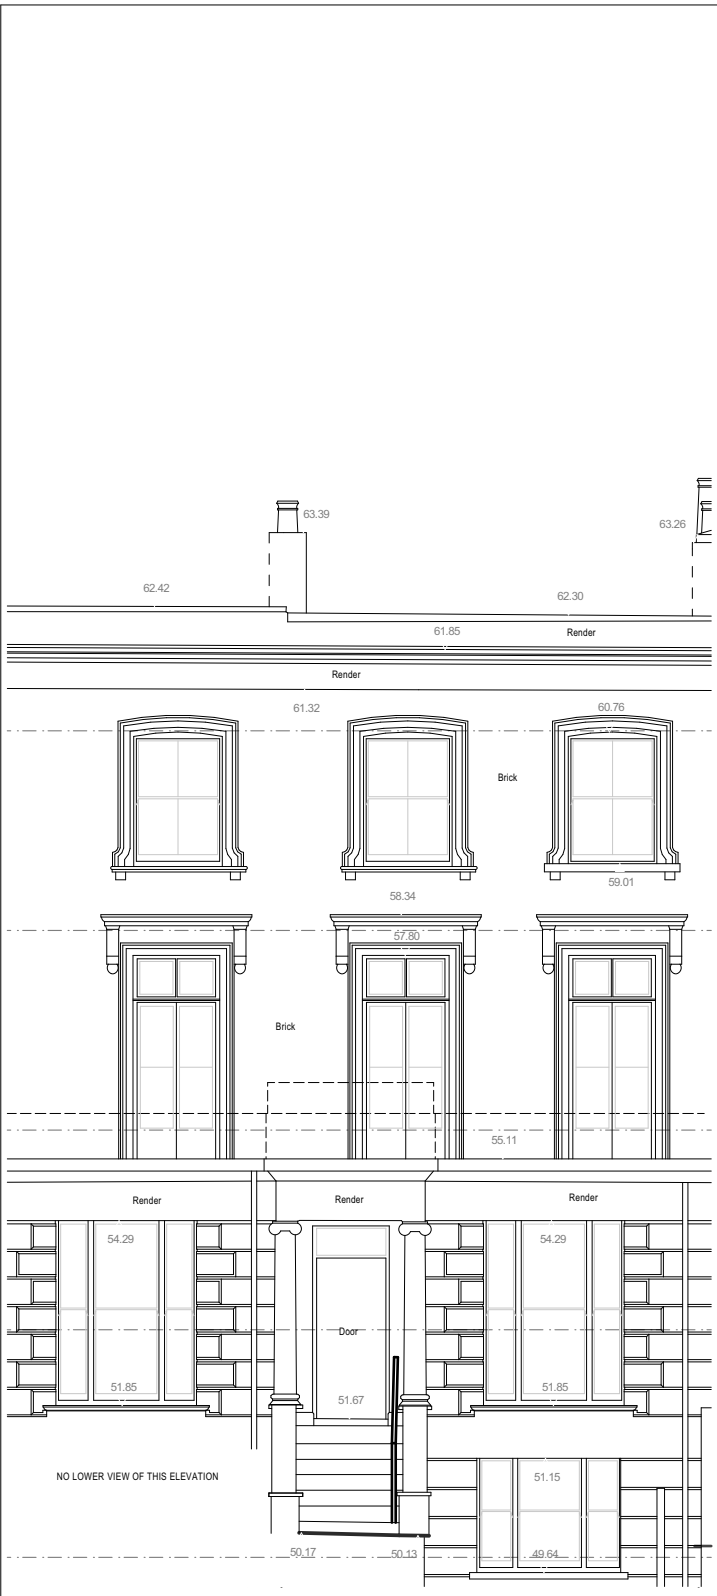 63.39
63.26
62.42
62.30
61.85
Render
Render
61.32
60.76
Brick
59.01
58.34
57.80
Brick
55.11
Render
Render
Render
54.29
54.29
Door
51.85
51.85
51.67
NO LOWER VIEW OF THIS ELEVATION
51.15
50.17
50.13
49.64